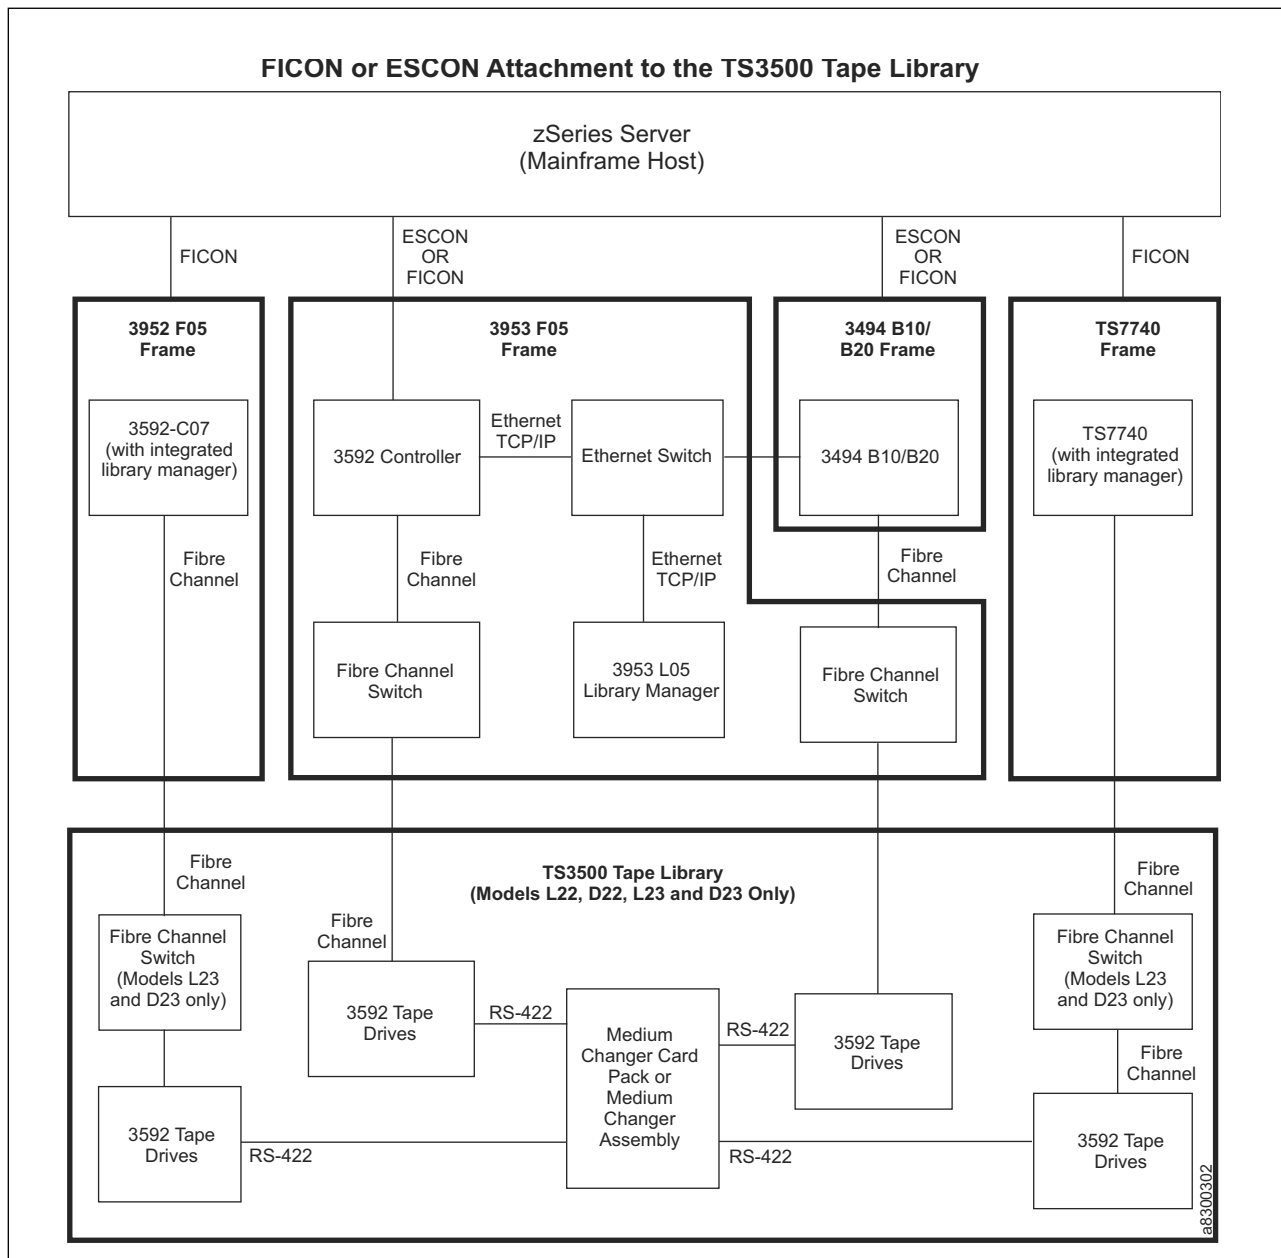 FICON or ESCON Attachment to the TS3500 Tape Library
zSeries Server
(Mainframe Host)
FICON
ESCON
OR
FICON
ESCON
OR
FICON
FICON
3952 F05
Frame
3953 F05
Frame
3494 B10/
B20 Frame
TS7740
Frame
3592-C07
(with integrated
library manager)
3592 Controller
Ethernet
TCP/IP
Ethernet Switch
3494 B10/B20
TS7740
(with integrated
library manager)
Fibre
Channel
Fibre
Channel
Ethernet
TCP/IP
Fibre
Channel
Fibre Channel
Switch
3953 L05
Library Manager
Fibre Channel
Switch
TS3500 Tape Library
(Models L22, D22, L23 and D23 Only)
Fibre
Channel
Fibre
Channel
Fibre
Channel
Fibre Channel
Switch
(Models L23
and D23 only)
3592 Tape
Drives
RS-422
Medium
Changer Card
Pack or
Medium
Changer
Assembly
RS-422
3592 Tape
Drives
Fibre Channel
Switch
(Models L23
and D23 only)
Fibre
Channel
3592 Tape
Drives
RS-422
RS-422
3592 Tape
Drives
a8300302